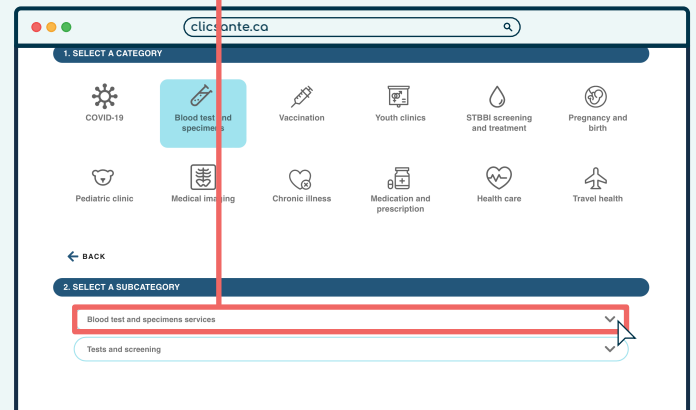 clicsante.ca
1. SELECT A CATEGORY
COVID-19
Blood test and
specimens
Vaccination
Youth clinics
STBBI screening
and treatment
Pregnancy and
birth
Pediatric clinic
Medical imaging
Chronic illness
Medication and
prescription
Health care
Travel health
BACK
2. SELECT A SUBCATEGORY
Blood test and specimens services
Tests and screening